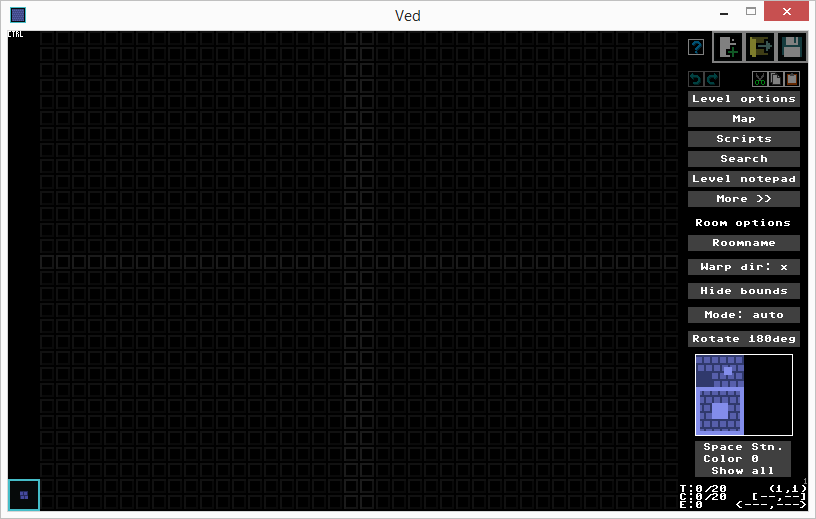 Ved
CTRL
?
Level options
Map
Scripts
Search
Level notepad
More >>
Room options
Roomname
Warp dir: x
Hide bounds
Mode: auto
Rotate 180deg
Space Stn.
Color 0
Show all
1
T:0/20 (1,1)
C:0/20 [--,--]
E:0 <---,--->